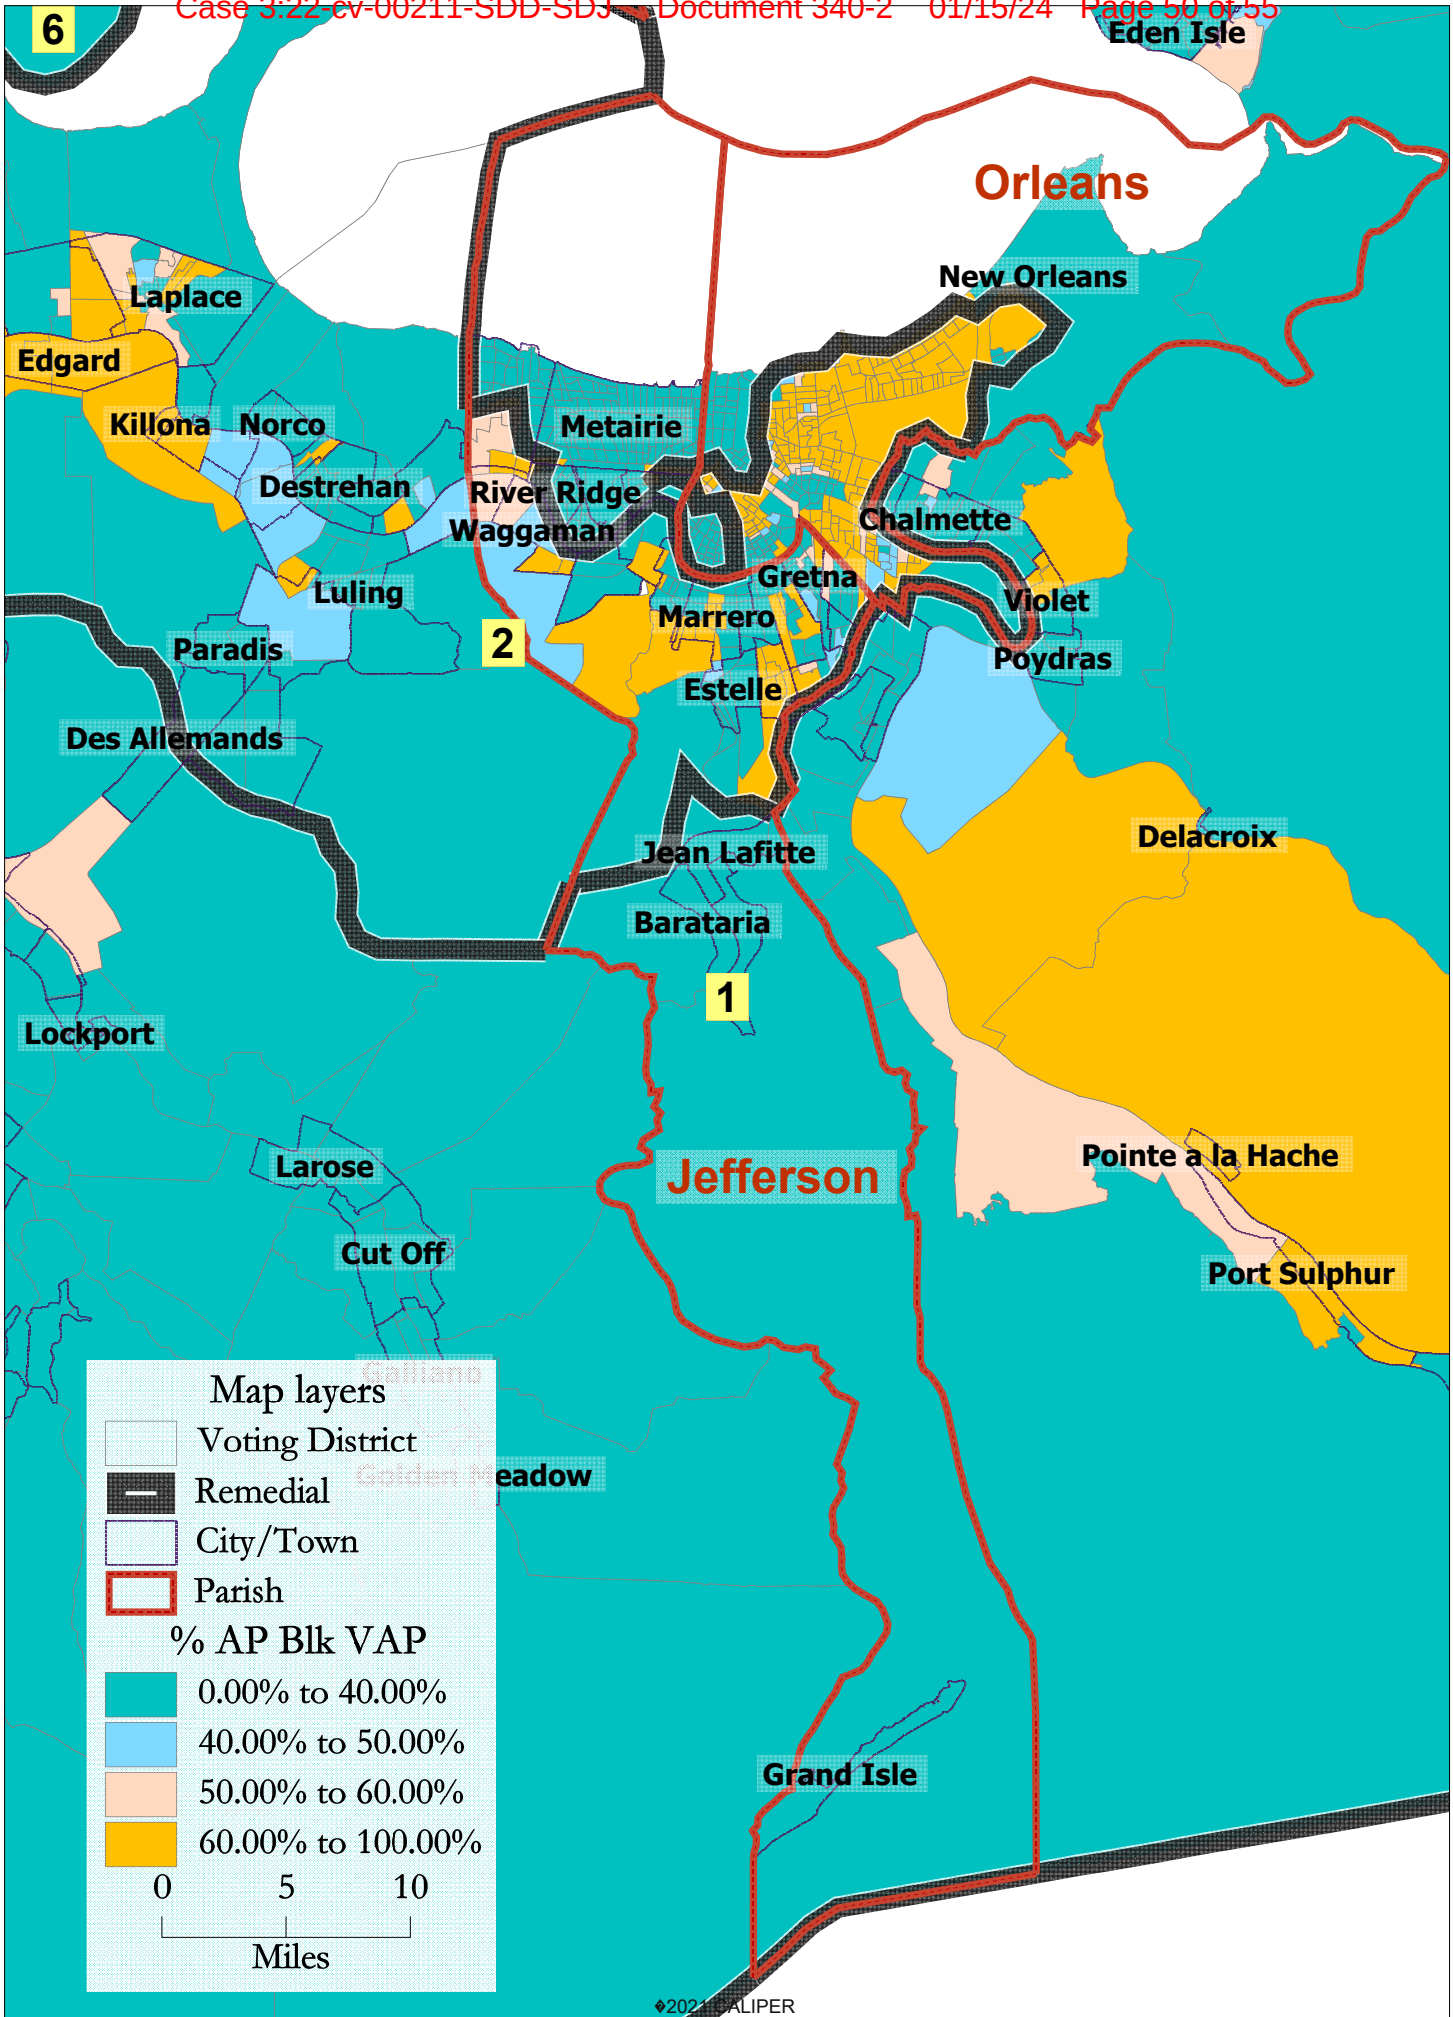 Case 3:22-cv-00211-SDD-SDJ Document 340-2 01/15/24 Page 50 of 55
6
Eden Isle
Orleans
New Orleans
Laplace
Edgard
Killona
Norco
Metairie
Destrehan
River Ridge
Waggaman
Chalmette
Gretna
Luling
Marrero
Violet
2
Paradis
Poydras
Estelle
Des Allemands
Delacroix
Jean Lafitte
Barataria
1
Lockport
Larose
Jefferson
Pointe a la Hache
Cut Off
Port Sulphur
Galliano
Golden Meadow
Grand Isle
Map layers
Voting District
Remedial
City/Town
Parish
% AP Blk VAP
0.00% to 40.00%
40.00% to 50.00%
50.00% to 60.00%
60.00% to 100.00%
0 5 10
Miles
�2021 CALIPER